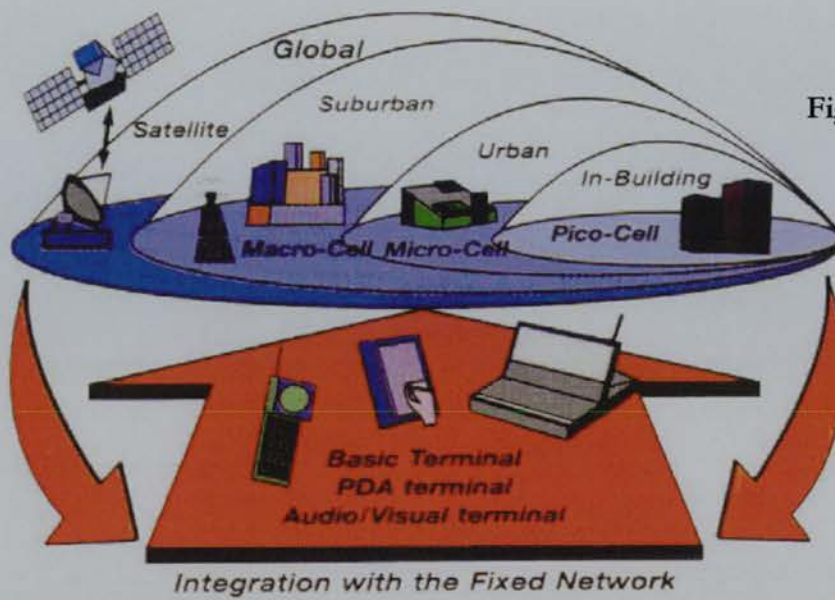 Global
Suburban
Satellite
Urban
In-Building
Macro-Cell Micro-Cell
Pico-Cell
Basic Terminal
PDA terminal
Audio/Visual terminal
Integration with the Fixed Network